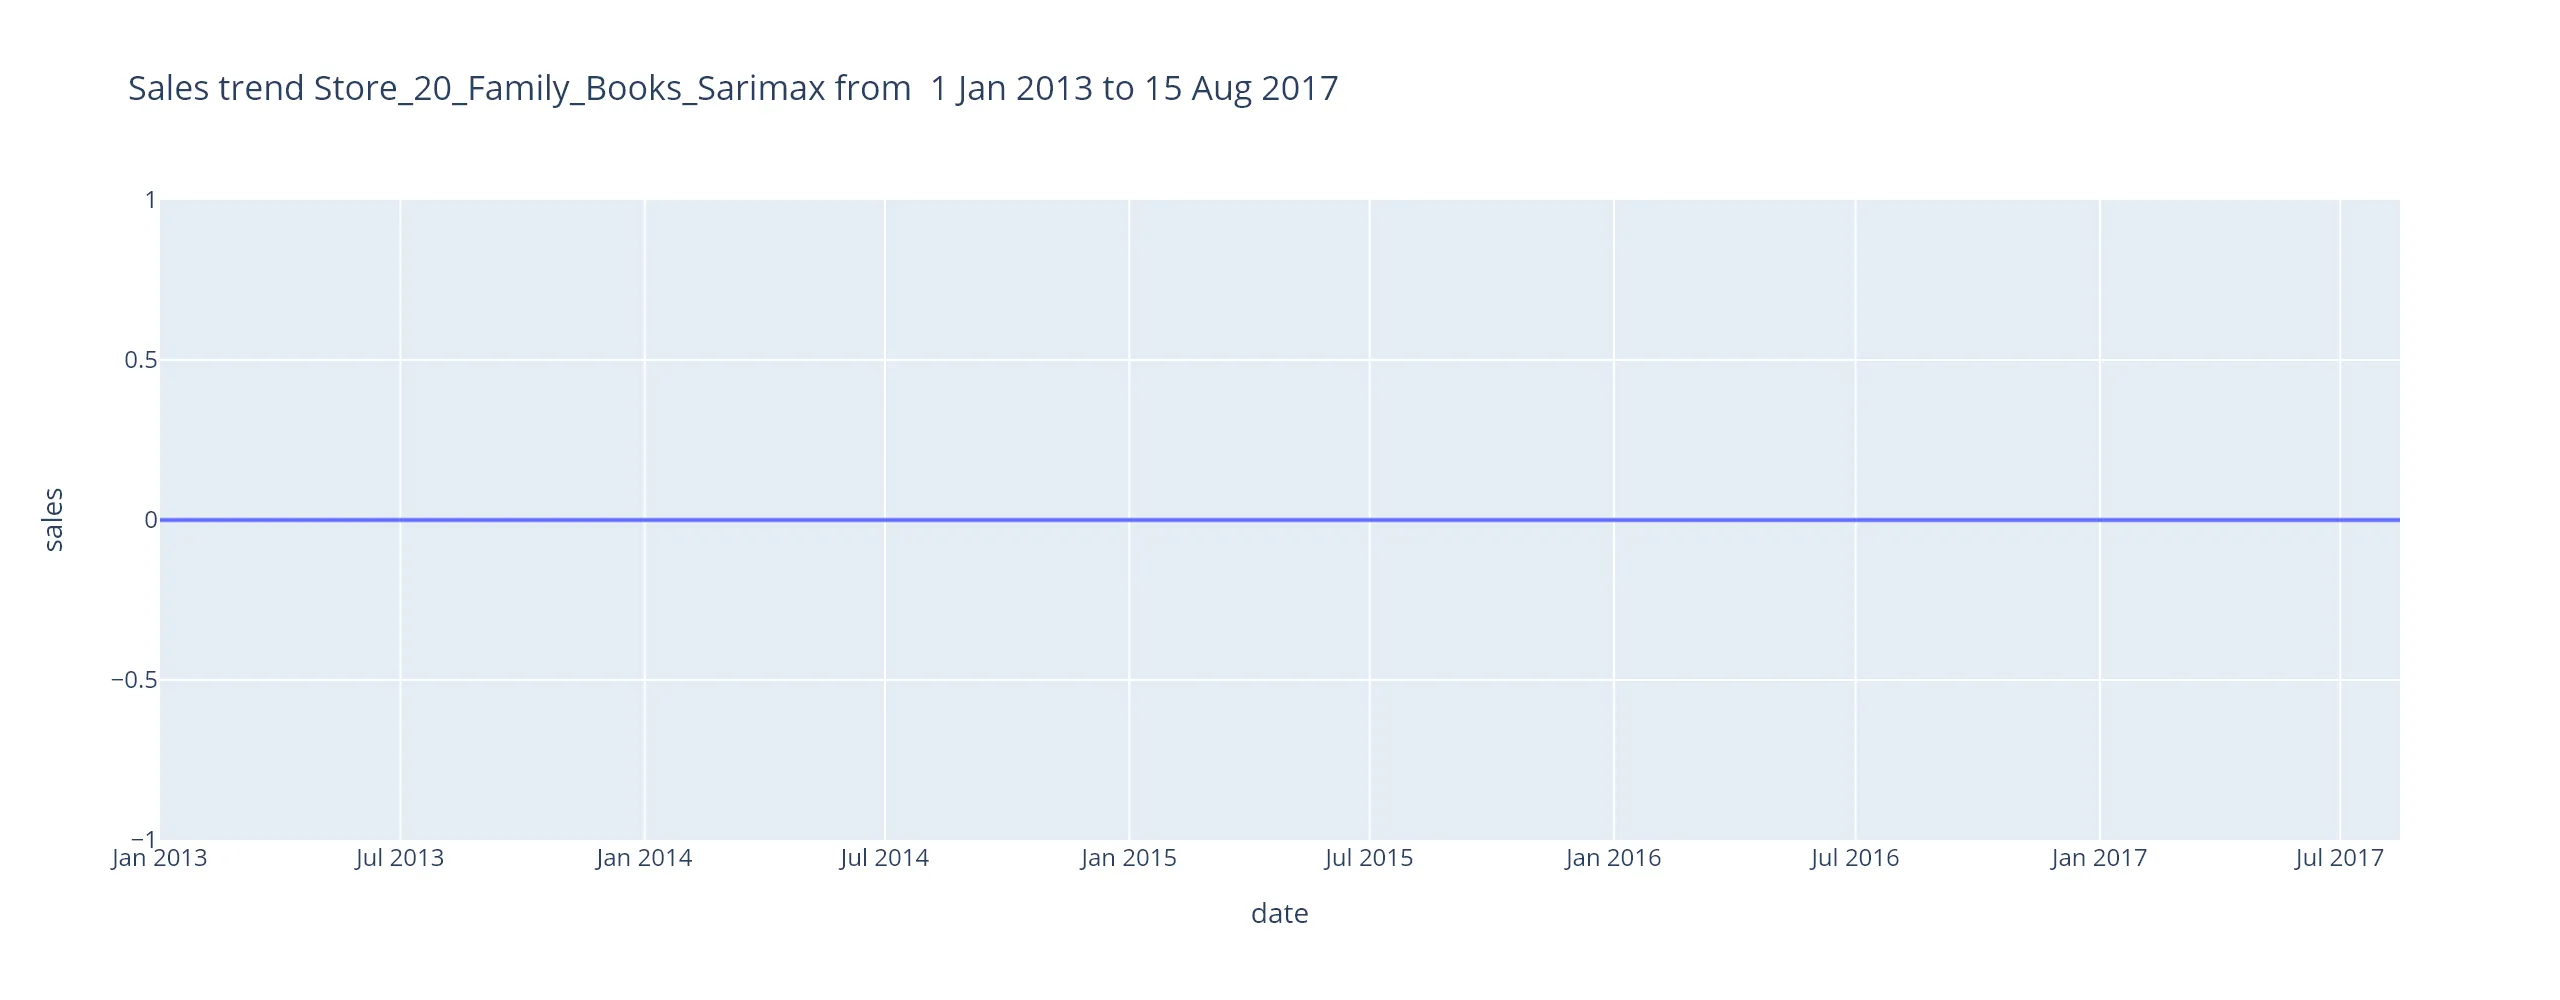 Sales trend Store_20_Family_Books_Sarimax from  1 Jan 2013 to 15 Aug 2017
1
0.5
0
−0.5
−1
sales
Jan 2013 Jul 2013 Jan 2014 Jul 2014 Jan 2015 Jul 2015 Jan 2016 Jul 2016 Jan 2017 Jul 2017
date